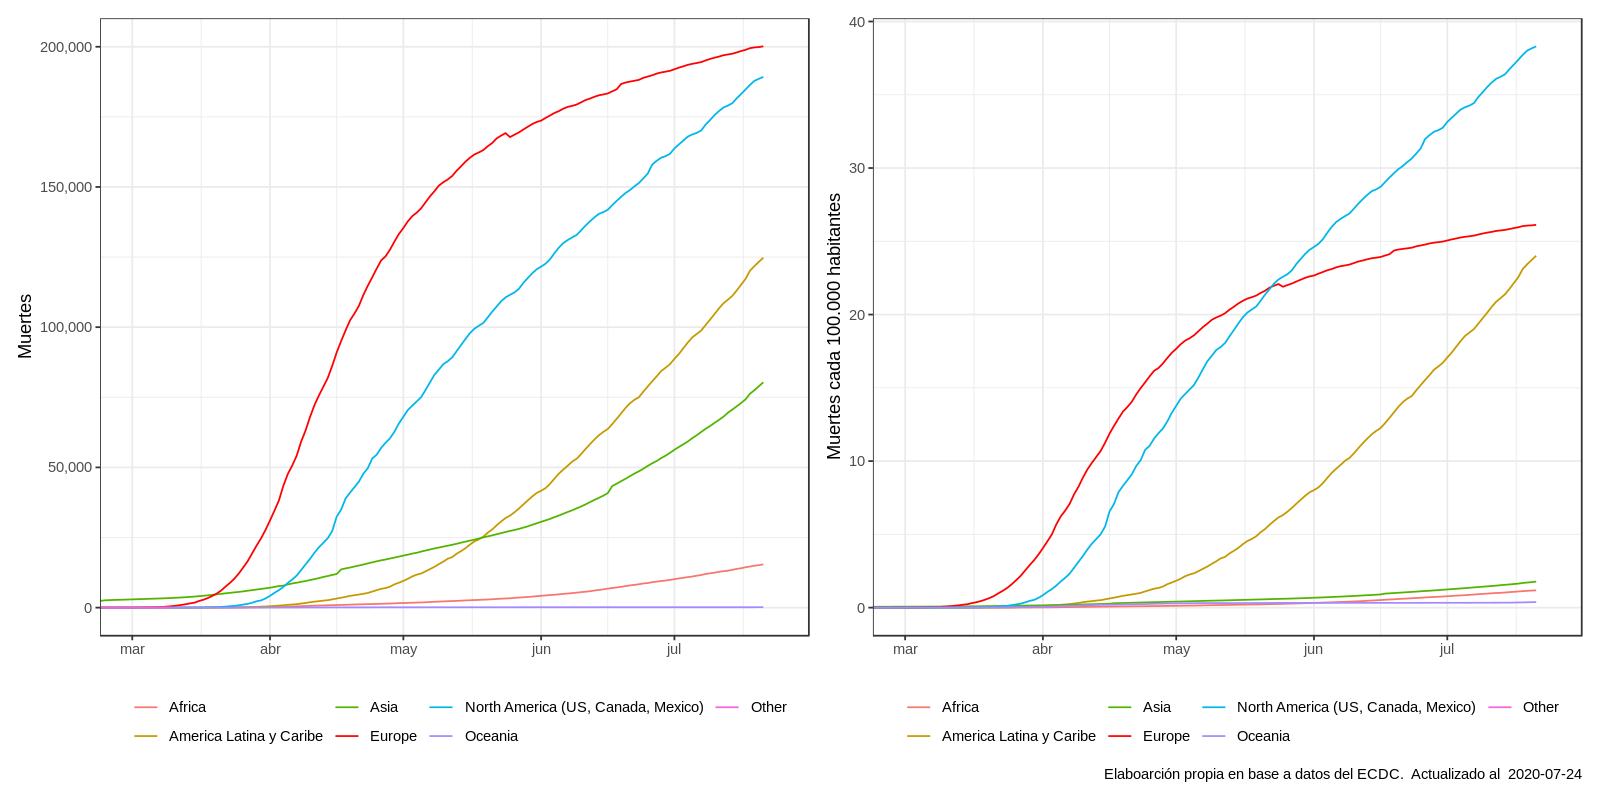 Muertes
200,000
150,000
100,000
50,000
0
mar abr may jun jul
Africa Asia North America (US, Canada, Mexico) Other
America Latina y Caribe Europe Oceania
Muertes cada 100.000 habitantes
40
30
20
10
0
mar abr may jun jul
Africa Asia North America (US, Canada, Mexico) Other
America Latina y Caribe Europe Oceania
Elaboarción propia en base a datos del ECDC. Actualizado al 2020-07-24